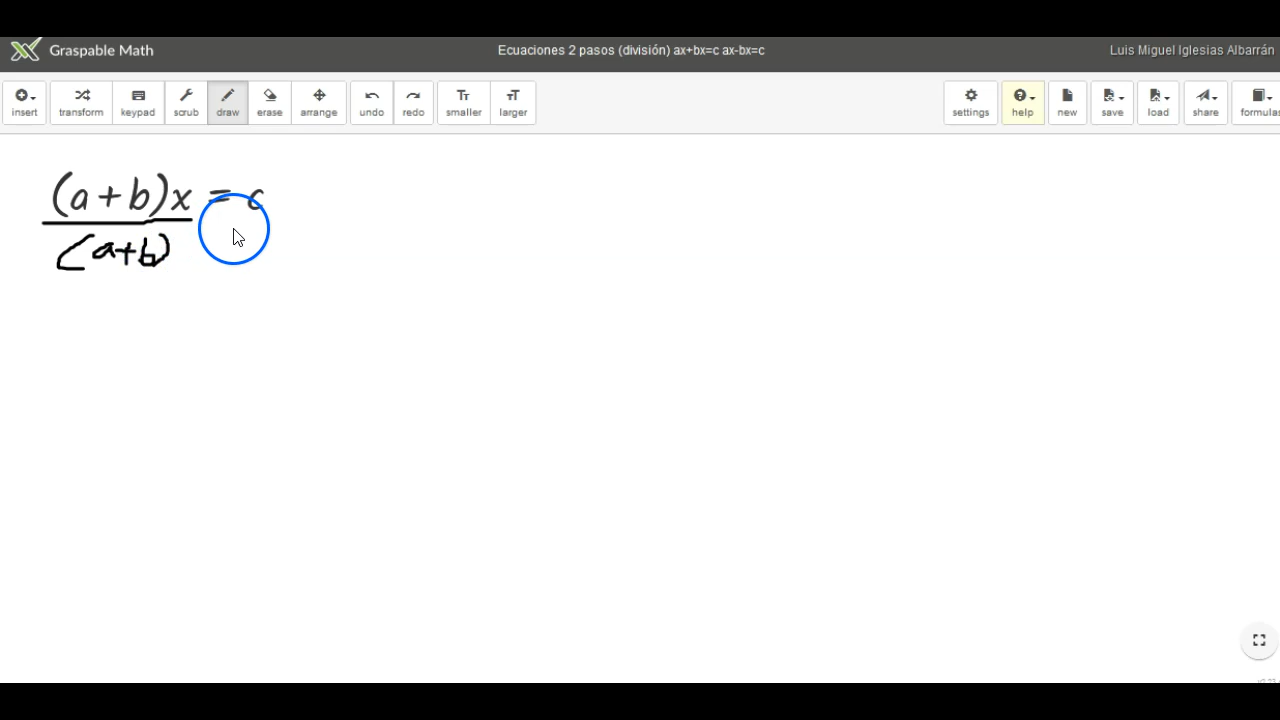 Graspable Math
Ecuaciones 2 pasos (división) ax+bx=c ax-bx=c
Luis Miguel Iglesias Albarrán
insert transform keypad scrub draw erase arrange undo redo smaller larger settings help new save load share formulas
(a+b)x = c
(a+b)